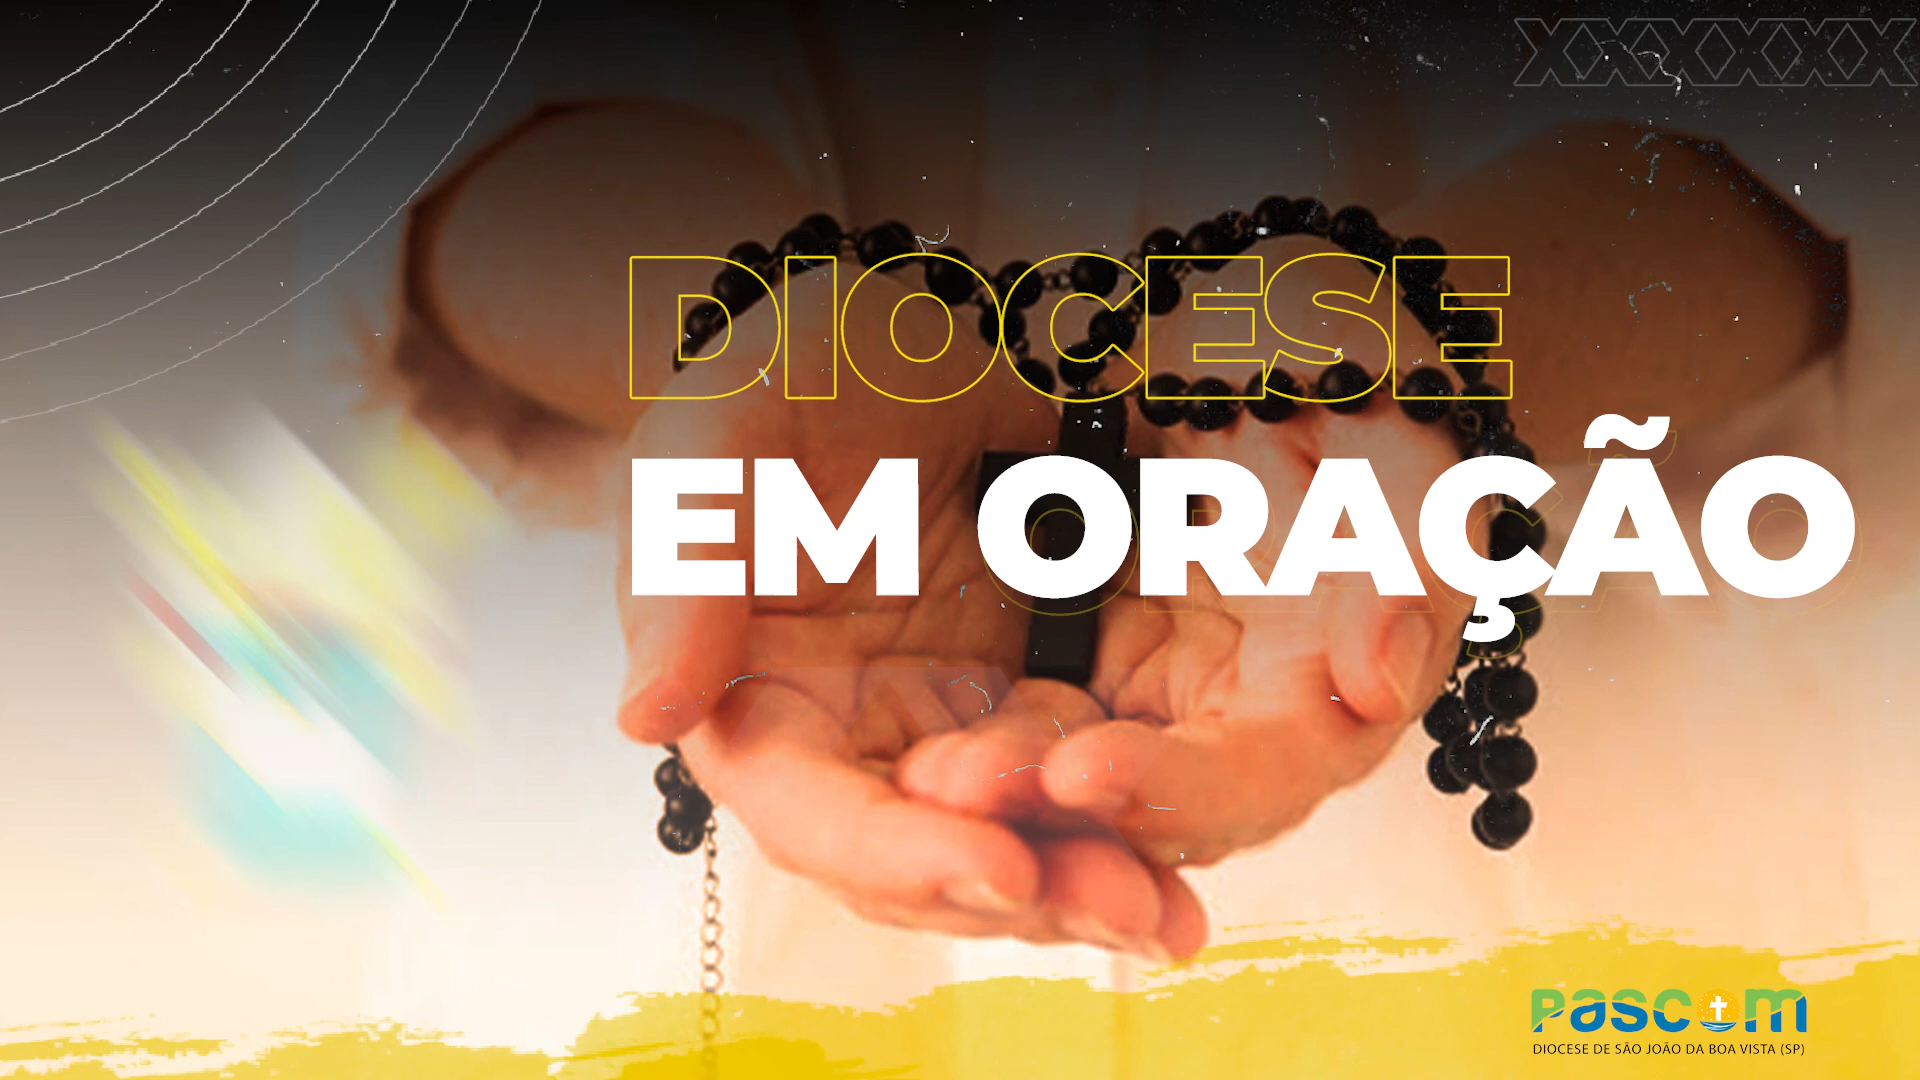 DIOCESE
EM ORAÇÃO
PASCOM
DIOCESE DE SÃO JOÃO DA BOA VISTA (SP)